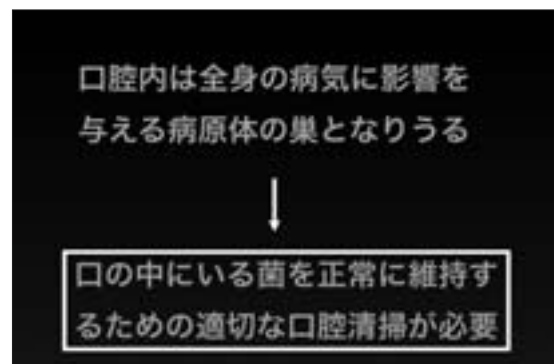 口腔内は全身の病気に影響を
与える病原体の巣となりうる
口の中にいる菌を正常に維持す
るための適切な口腔清掃が必要